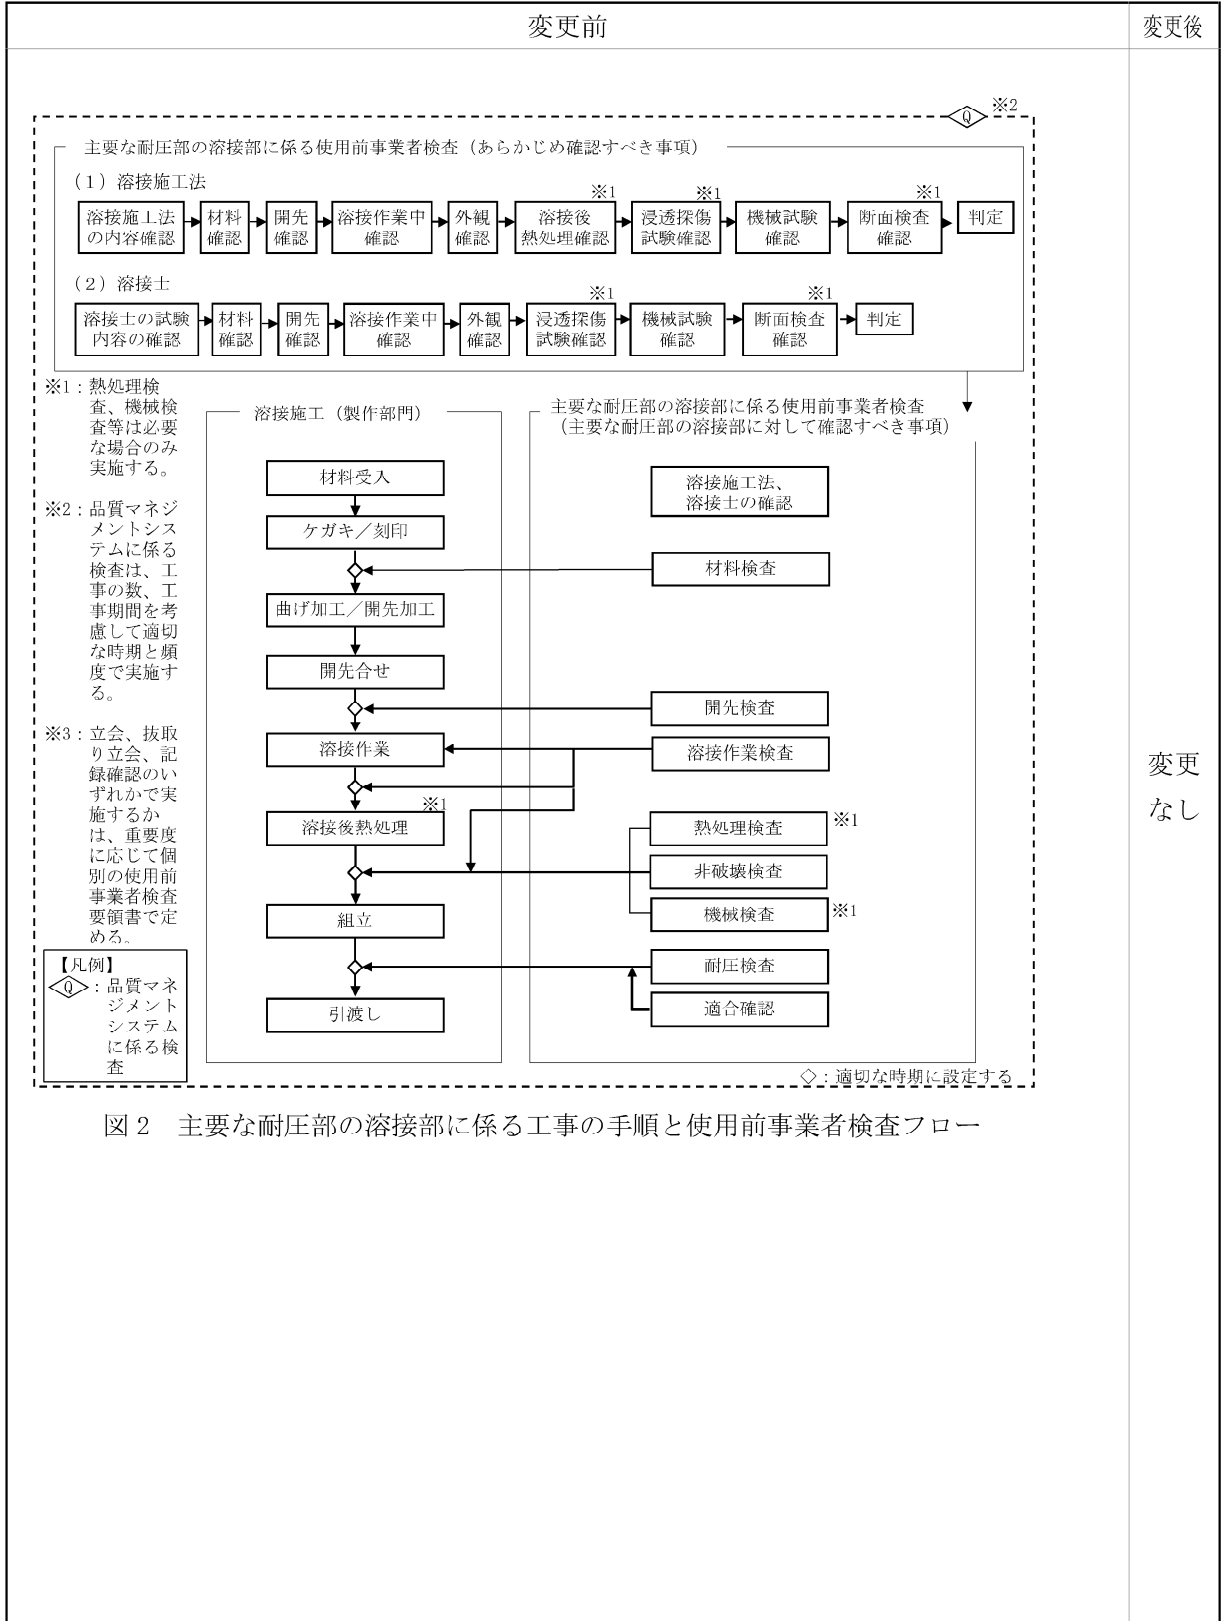 変更前
変更後
Q
※2
主要な耐圧部の溶接部に係る使用前事業者検査（あらかじめ確認すべき事項）
（1）溶接施工法
※1
※1
※1
溶接施工法
の内容確認
材料
確認
開先
確認
溶接作業中
確認
外観
確認
溶接後
熱処理確認
浸透探傷
試験確認
機械試験
確認
断面検査
確認
判定
（2）溶接士
※1
※1
溶接士の試験
内容の確認
材料
確認
開先
確認
溶接作業中
確認
外観
確認
浸透探傷
試験確認
機械試験
確認
断面検査
確認
判定
※1：熱処理検
査、機械検
査等は必要
な場合のみ
実施する。
※2：品質マネジ
メントシス
テムに係る
検査は、工
事の数、工
事期間を考
慮して適切
な時期と頻
度で実施す
る。
※3：立会、抜取
り立会、記
録確認のい
ずれかで実
施するか
は、重要度
に応じて個
別の使用前
事業者検査
要領書で定
める。
【凡例】
Q：品質マネ
ジメント
システム
に係る検
査
溶接施工（製作部門）
材料受入
ケガキ／刻印
曲げ加工／開先加工
開先合せ
溶接作業
※1
溶接後熱処理
組立
引渡し
主要な耐圧部の溶接部に係る使用前事業者検査
（主要な耐圧部の溶接部に対して確認すべき事項）
溶接施工法、
溶接士の確認
材料検査
開先検査
溶接作業検査
熱処理検査
※1
非破壊検査
機械検査
※1
耐圧検査
適合確認
◇：適切な時期に設定する
図２　主要な耐圧部の溶接部に係る工事の手順と使用前事業者検査フロー
変更
なし